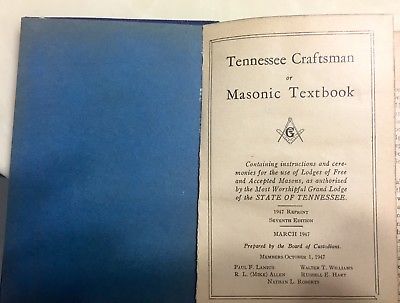 Tennessee Craftsman
or
Masonic Textbook
G
Containing instructions and cere-
monies for the use of Lodges of Free
and Accepted Masons, as authorized
by the Most Worshipful Grand Lodge
of the STATE OF TENNESSEE.
1947 REPRINT
SEVENTH EDITION
MARCH 1947
Prepared by the Board of Custodians.
MEMBERS OCTOBER 1, 1947
PAUL F. LANIUS WALTER T. WILLIAMS
R. L. (MIKE) ALLEN RUSSELL E. HART
NATHAN L. ROBERTS